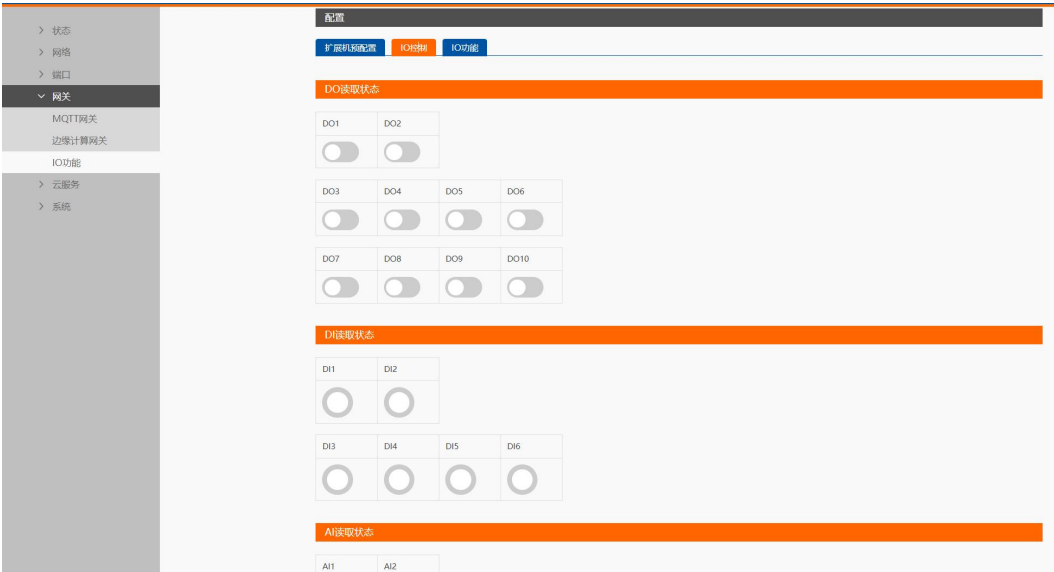 状态
网络
端口
网关
MQTT网关
边缘计算网关
IO功能
云服务
系统
配置
扩展机预配置 IO控制 IO功能
DO读取状态
DO1 DO2
DO3 DO4 DO5 DO6
DO7 DO8 DO9 DO10
DI读取状态
DI1 DI2
DI3 DI4 DI5 DI6
AI读取状态
AI1 AI2